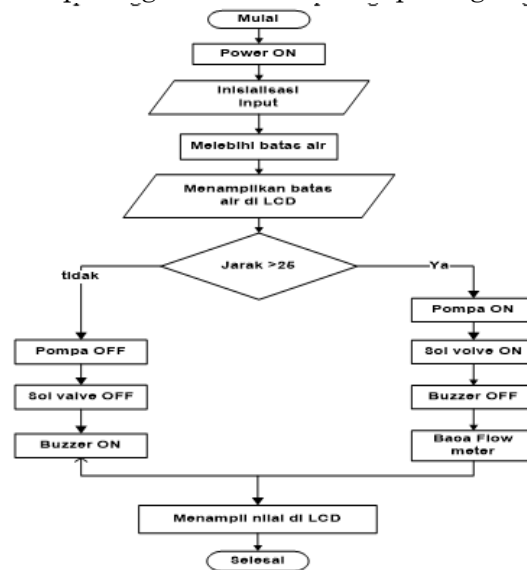 Mulai
Power ON
Inisialisasi
input
Melebihi batas air
Menampilkan batas
air di LCD
Jarak >25
tidak
Ya
Pompa OFF
Sol valve OFF
Buzzer ON
Pompa ON
Sol volve ON
Buzzer OFF
Baca Flow
meter
Menampil nilai di LCD
Selesai